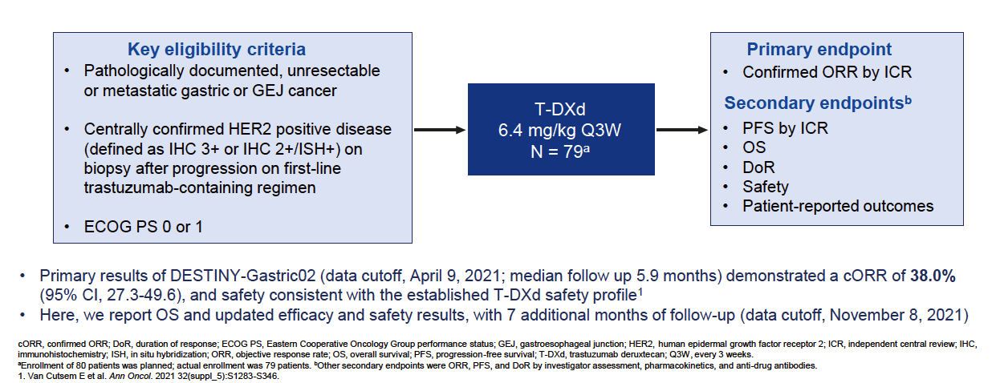 Key eligibility criteria
• Pathologically documented, unresectable
or metastatic gastric or GEJ cancer
• Centrally confirmed HER2 positive disease
(defined as IHC 3+ or IHC 2+/ISH+) on
biopsy after progression on first-line
trastuzumab-containing regimen
• ECOG PS 0 or 1
T-DXd
6.4 mg/kg Q3W
N = 79ᵃ
Primary endpoint
• Confirmed ORR by ICR
Secondary endpointsᵇ
• PFS by ICR
• OS
• DoR
• Safety
• Patient-reported outcomes
• Primary results of DESTINY-Gastric02 (data cutoff, April 9, 2021; median follow up 5.9 months) demonstrated a cORR of 38.0%
(95% CI, 27.3-49.6), and safety consistent with the established T-DXd safety profile¹
• Here, we report OS and updated efficacy and safety results, with 7 additional months of follow-up (data cutoff, November 8, 2021)
cORR, confirmed ORR; DoR, duration of response; ECOG PS, Eastern Cooperative Oncology Group performance status; GEJ, gastroesophageal junction; HER2, human epidermal growth factor receptor 2; ICR, independent central review; IHC,
immunohistochemistry; ISH, in situ hybridization; ORR, objective response rate; OS, overall survival; PFS, progression-free survival; T-DXd, trastuzumab deruxtecan; Q3W, every 3 weeks.
ᵃEnrollment of 80 patients was planned; actual enrollment was 79 patients. ᵇOther secondary endpoints were ORR, PFS, and DoR by investigator assessment, pharmacokinetics, and anti-drug antibodies.
1. Van Cutsem E et al. Ann Oncol. 2021 32(suppl_5):S1283-S346.